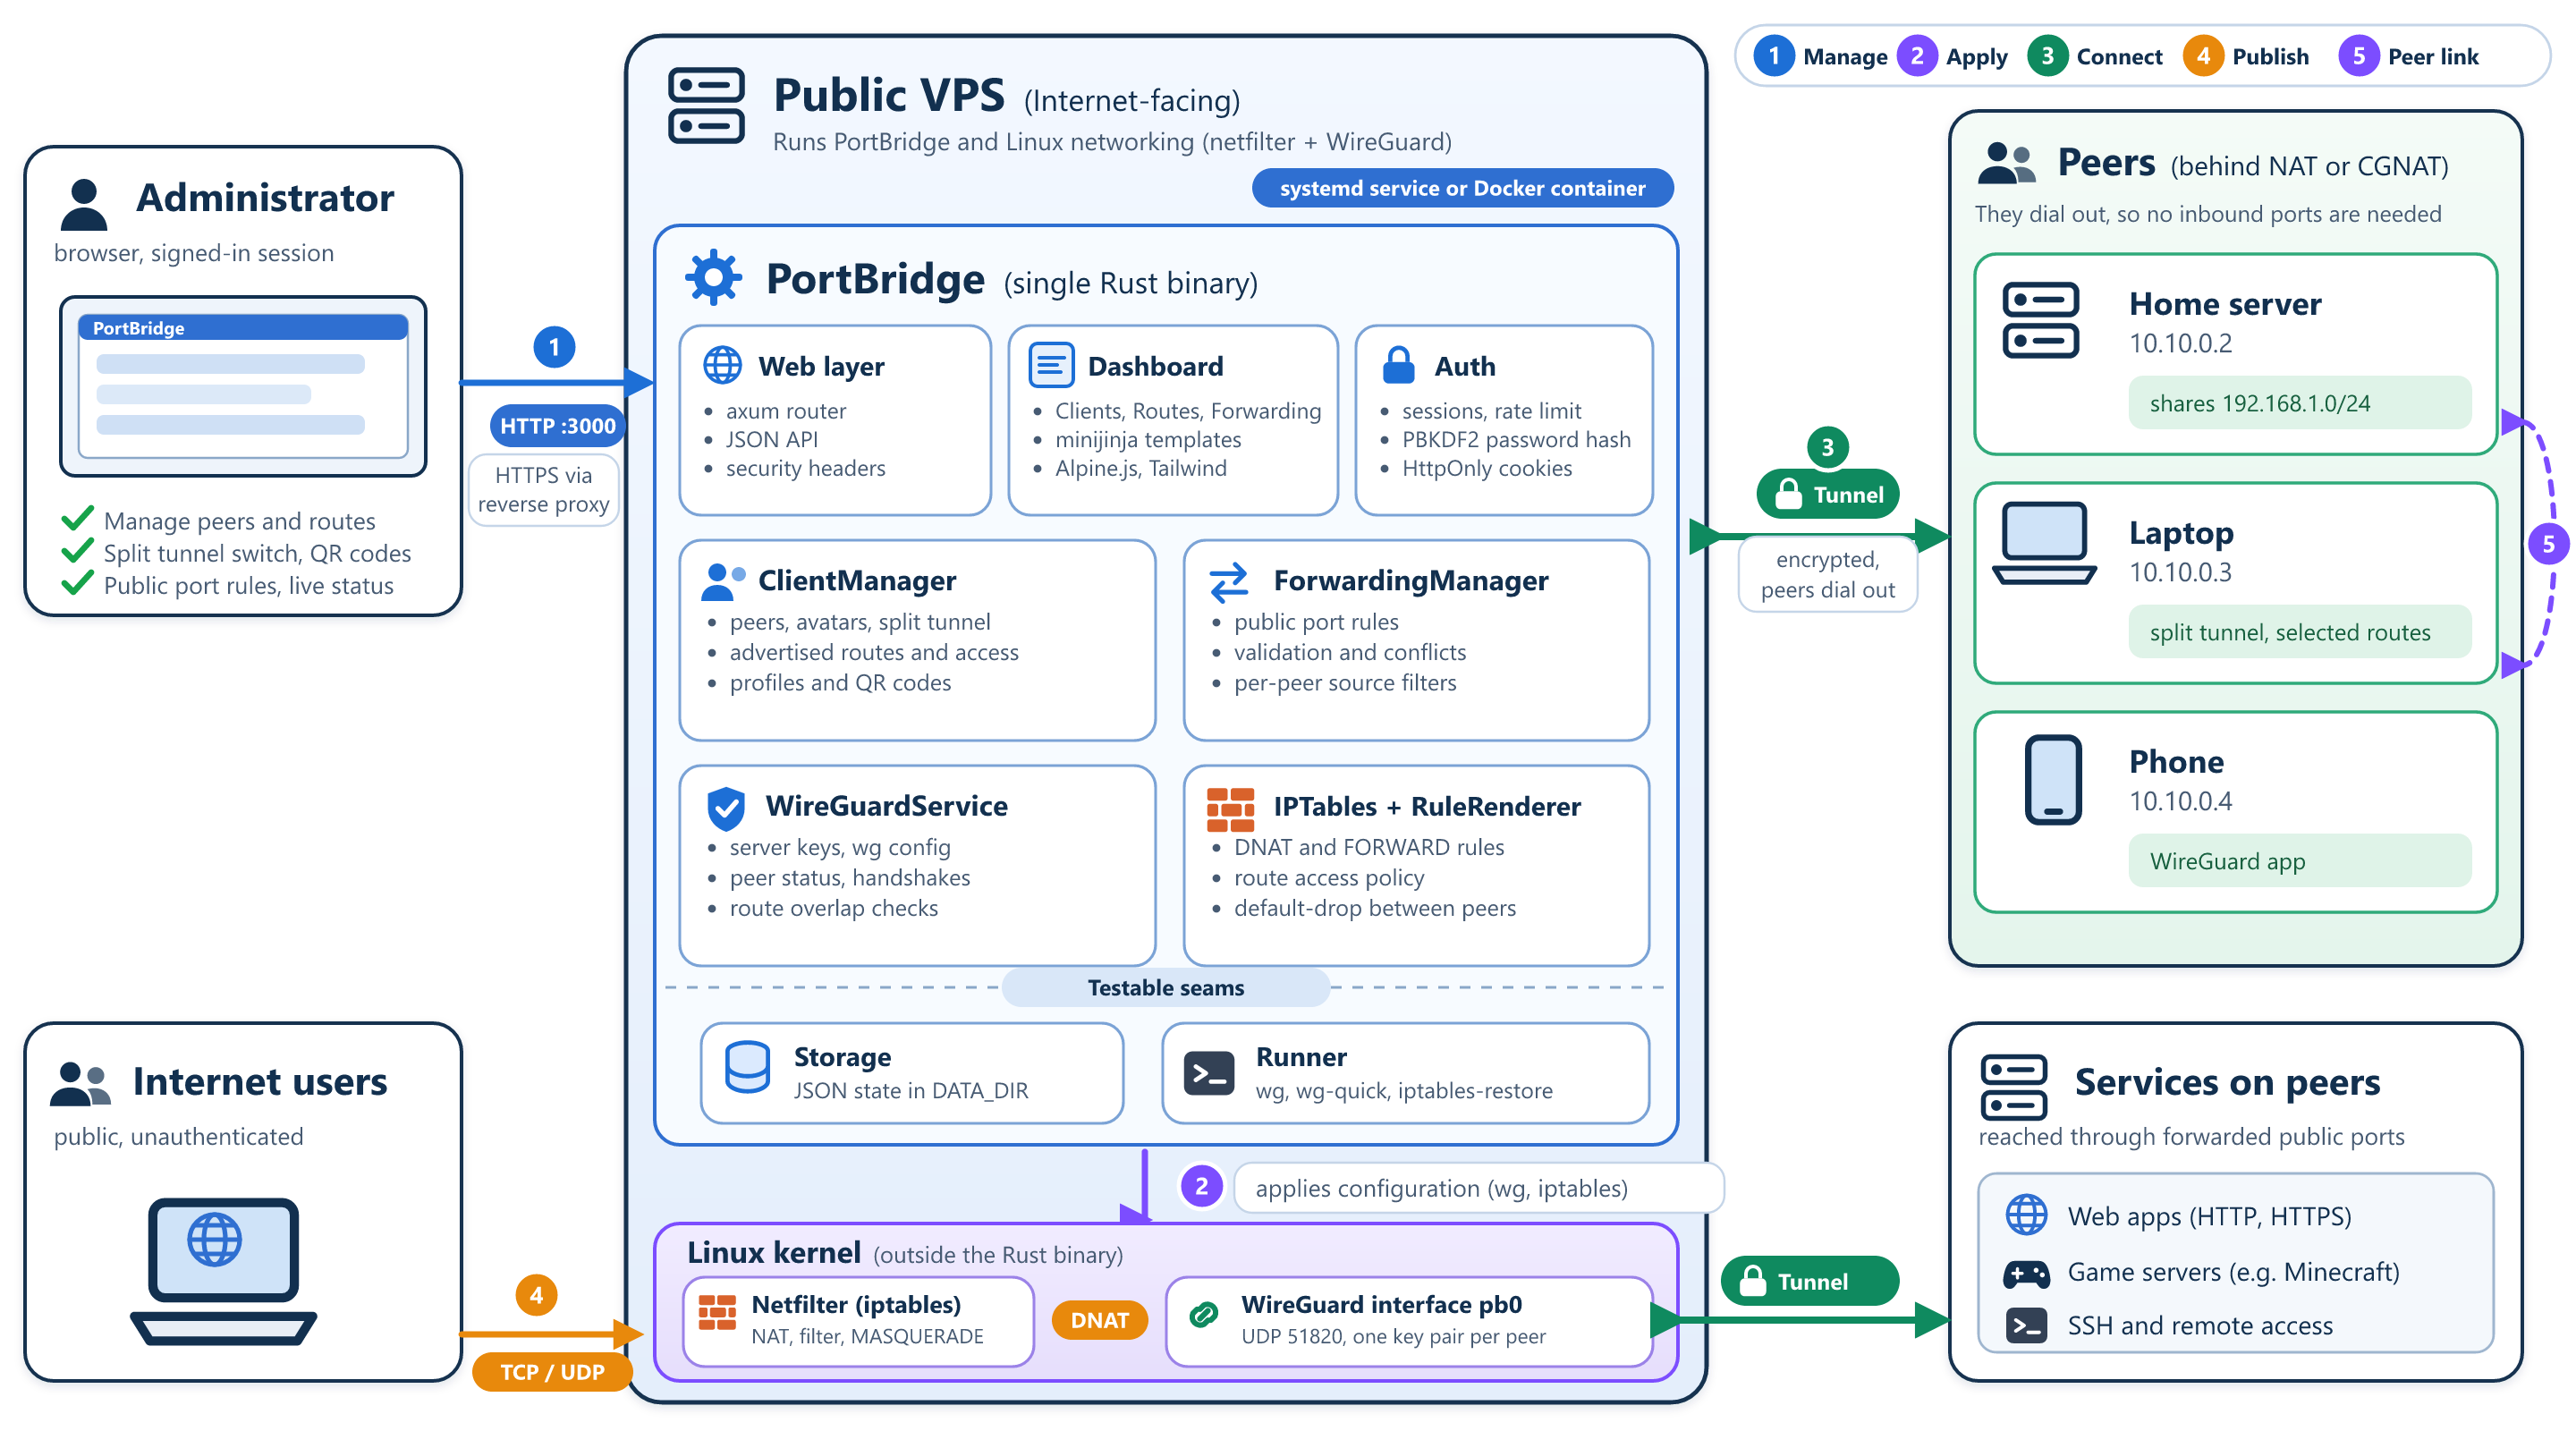 1 Manage 2 Apply 3 Connect 4 Publish 5 Peer link
Public VPS (Internet-facing)
Runs PortBridge and Linux networking (netfilter + WireGuard)
systemd service or Docker container
Administrator
browser, signed-in session
PortBridge
Manage peers and routes
Split tunnel switch, QR codes
Public port rules, live status
1
HTTP :3000
HTTPS via
reverse proxy
PortBridge (single Rust binary)
Web layer
• axum router
• JSON API
• security headers
Dashboard
• Clients, Routes, Forwarding
• minijinja templates
• Alpine.js, Tailwind
Auth
• sessions, rate limit
• PBKDF2 password hash
• HttpOnly cookies
ClientManager
• peers, avatars, split tunnel
• advertised routes and access
• profiles and QR codes
ForwardingManager
• public port rules
• validation and conflicts
• per-peer source filters
WireGuardService
• server keys, wg config
• peer status, handshakes
• route overlap checks
IPTables + RuleRenderer
• DNAT and FORWARD rules
• route access policy
• default-drop between peers
Testable seams
Storage
JSON state in DATA_DIR
Runner
wg, wg-quick, iptables-restore
2
applies configuration (wg, iptables)
Linux kernel (outside the Rust binary)
Netfilter (iptables)
NAT, filter, MASQUERADE
DNAT
WireGuard interface pb0
UDP 51820, one key pair per peer
3
Tunnel
encrypted,
peers dial out
Peers (behind NAT or CGNAT)
They dial out, so no inbound ports are needed
Home server
10.10.0.2
shares 192.168.1.0/24
Laptop
10.10.0.3
split tunnel, selected routes
Phone
10.10.0.4
WireGuard app
5
Internet users
public, unauthenticated
4
TCP / UDP
Tunnel
Services on peers
reached through forwarded public ports
Web apps (HTTP, HTTPS)
Game servers (e.g. Minecraft)
SSH and remote access